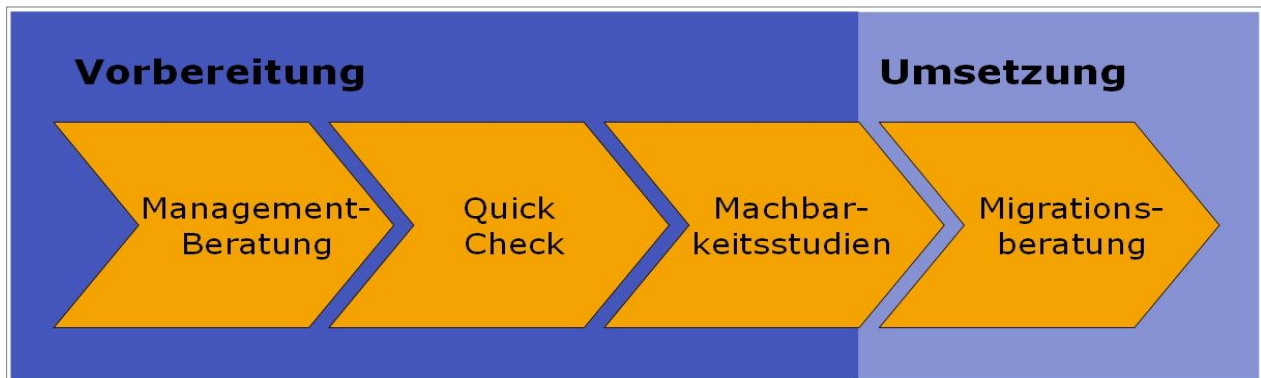 Vorbereitung
Umsetzung
Management-
Beratung
Quick
Check
Machbar-
keitsstudien
Migrations-
beratung